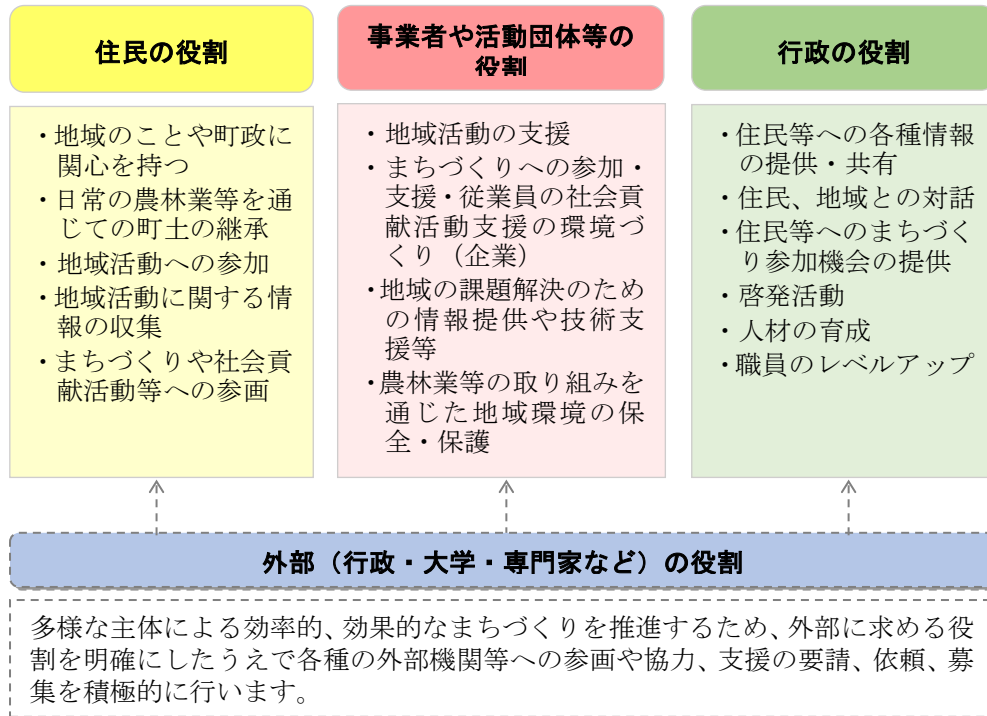 住民の役割
・地域のことや町政に
関心を持つ
・日常の農林業等を通
じての町土の継承
・地域活動への参加
・地域活動に関する情
報の収集
・まちづくりや社会貢
献活動等への参画
事業者や活動団体等の
役割
・地域活動の支援
・まちづくりへの参加・
支援・従業員の社会貢
献活動支援の環境づ
くり（企業）
・地域の課題解決のため
の情報提供や技術支
援等
・農林業等の取り組みを
通じた地域環境の保
全・保護
行政の役割
・住民等への各種情報
の提供・共有
・住民、地域との対話
・住民等へのまちづく
り参加機会の提供
・啓発活動
・人材の育成
・職員のレベルアップ
外部（行政・大学・専門家など）の役割
多様な主体による効率的、効果的なまちづくりを推進するため、外部に求める役
割を明確にしたうえで各種の外部機関等への参画や協力、支援の要請、依頼、募
集を積極的に行います。